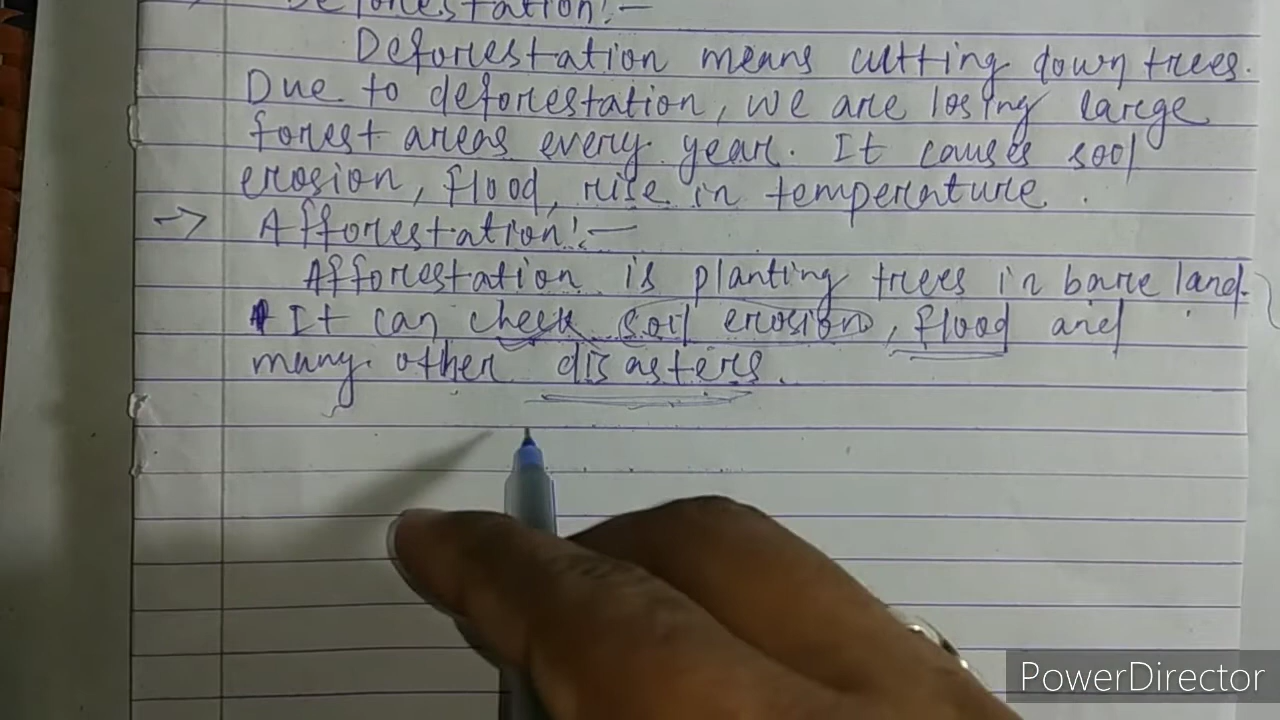 Deforestation:-
Deforestation means cutting down trees.
Due to deforestation, we are losing large
forest areas every year. It causes soil
erosion, flood, rise in temperature.
→ Afforestation:-
Afforestation is planting trees in bare land.
It can check soil erosion, flood and
many other disasters.
PowerDirector